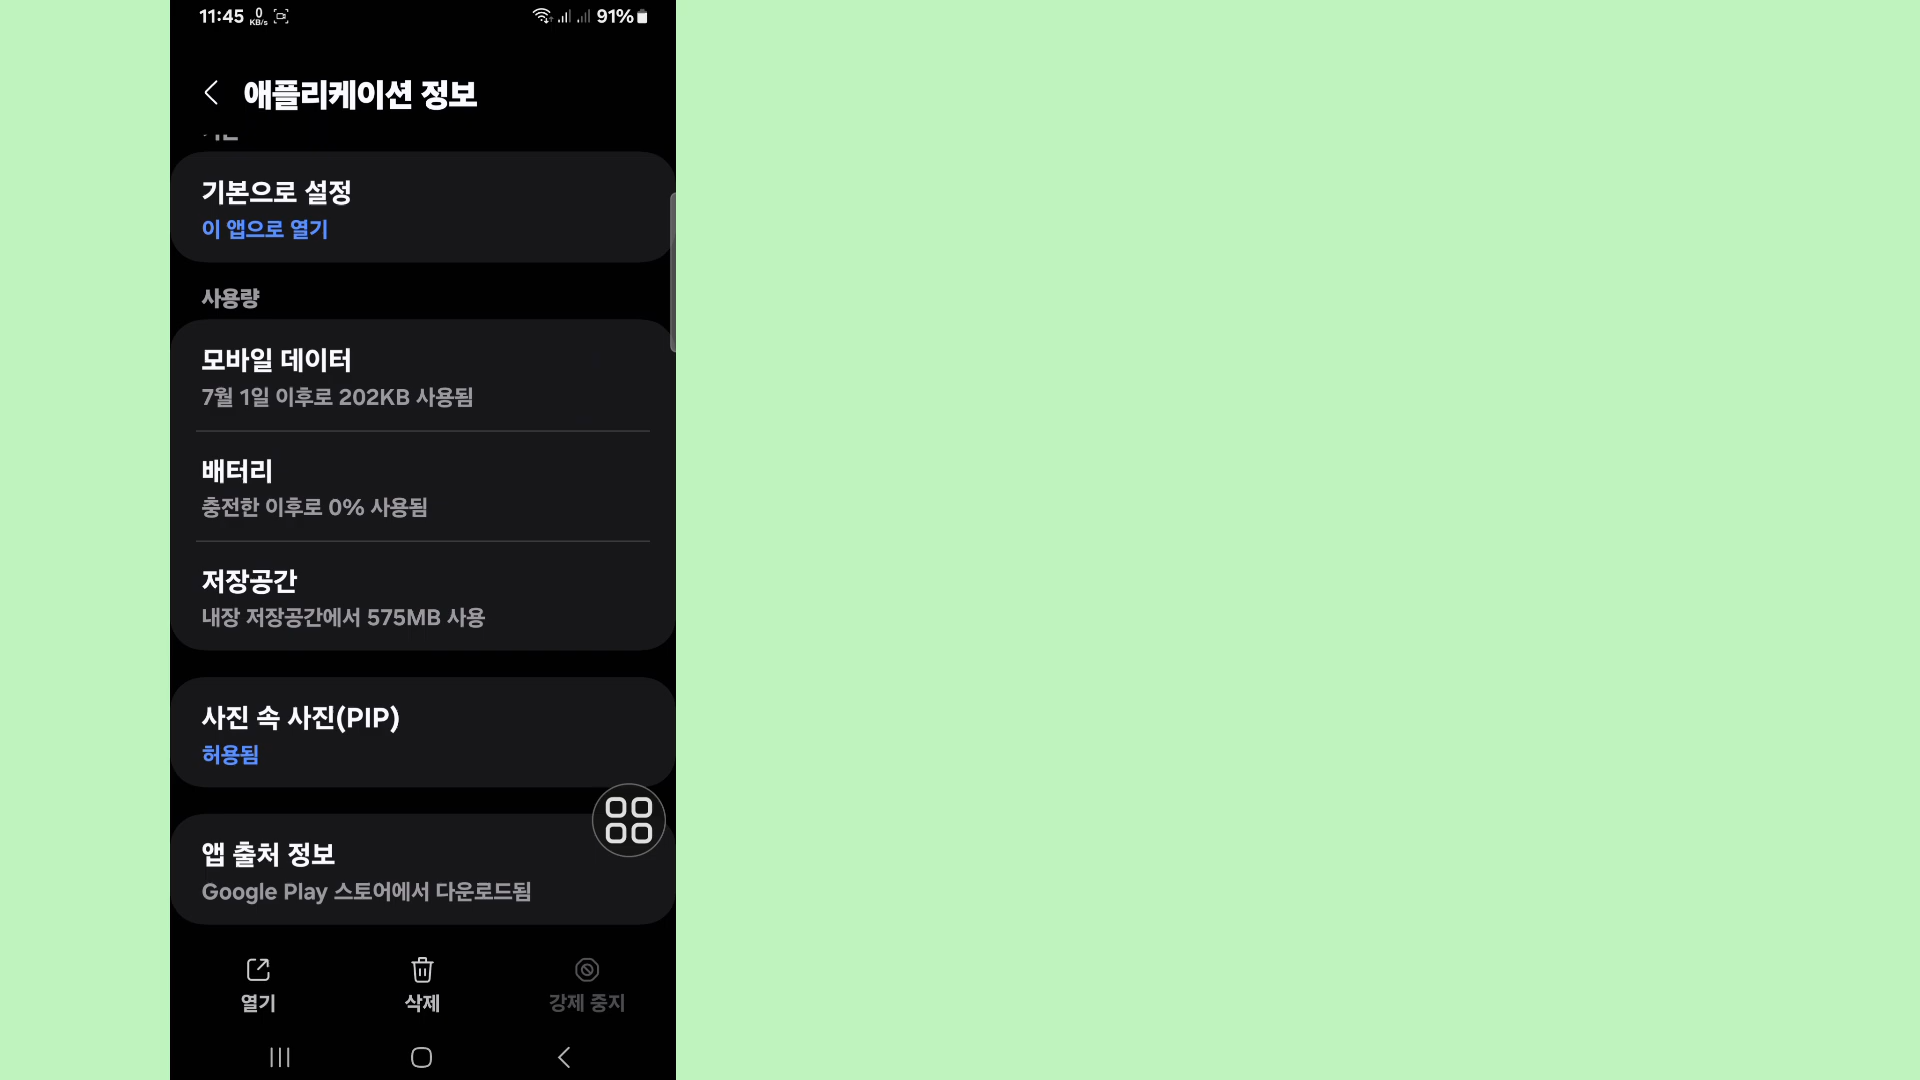 11:45 0 KB/s 91%
애플리케이션 정보
기본으로 설정
이 앱으로 열기
사용량
모바일 데이터
7월 1일 이후로 202KB 사용됨
배터리
충전한 이후로 0% 사용됨
저장공간
내장 저장공간에서 575MB 사용
사진 속 사진(PIP)
허용됨
앱 출처 정보
Google Play 스토어에서 다운로드됨
열기 삭제 강제 중지